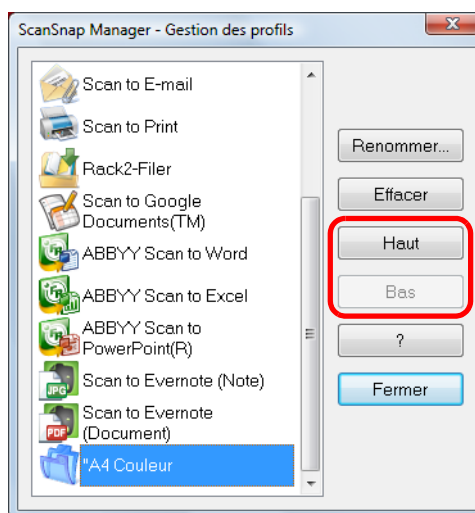 ScanSnap Manager - Gestion des profils
Scan to E-mail
Scan to Print
Rack2-Filer
Scan to Google
Documents(TM)
ABBYY Scan to Word
ABBYY Scan to Excel
ABBYY Scan to
PowerPoint(R)
JPG
Scan to Evernote (Note)
PDF
Scan to Evernote
(Document)
"A4 Couleur
Renommer...
Effacer
Haut
Bas
?
Fermer